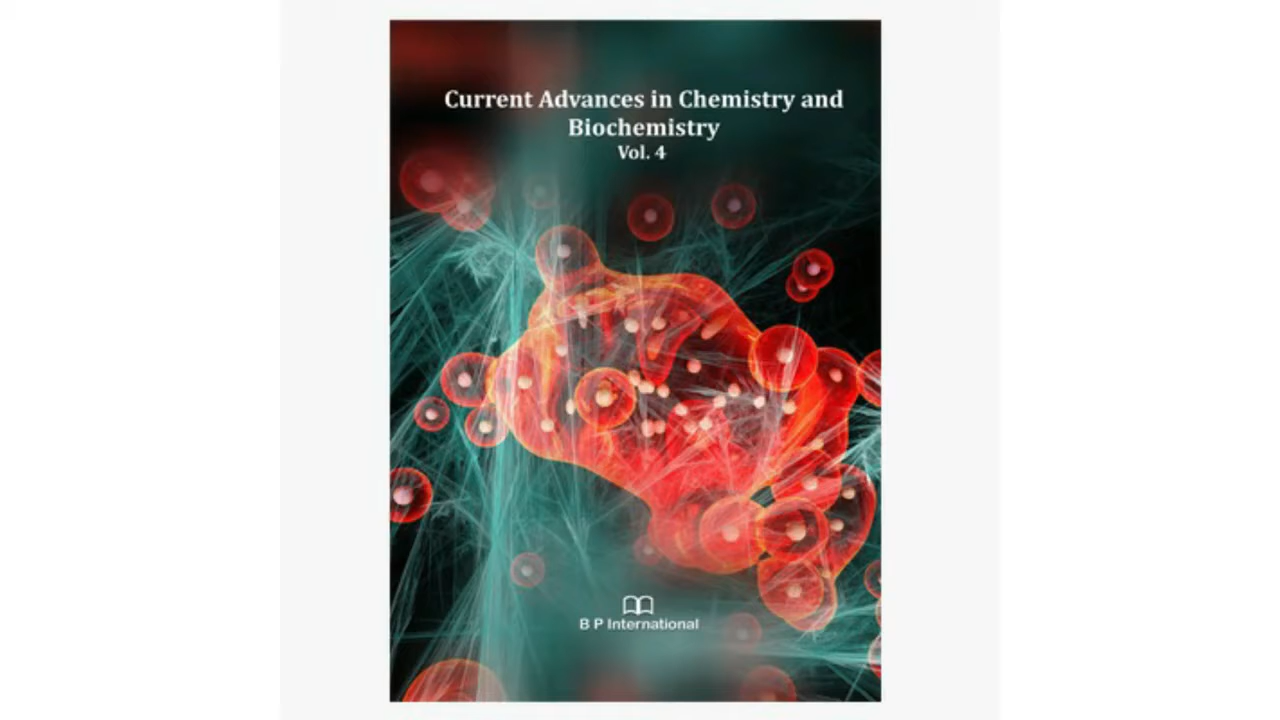 Current Advances in Chemistry and
Biochemistry
Vol. 4
B P International